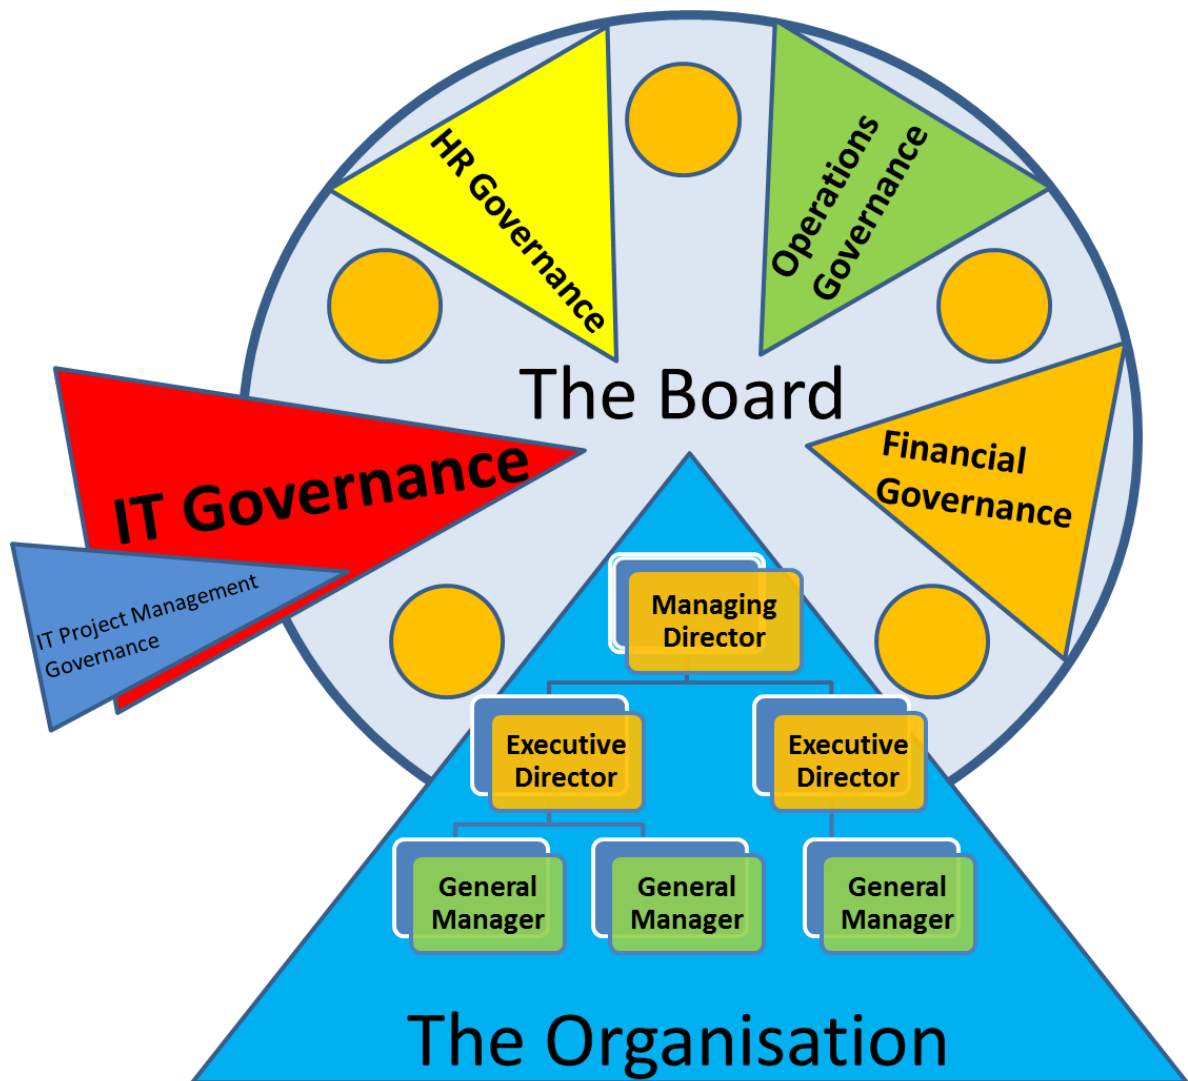 HR Governance
Operations
Governance
The Board
Financial
Governance
IT Governance
IT Project Management
Governance
Managing
Director
Executive
Director
Executive
Director
General
Manager
General
Manager
General
Manager
The Organisation